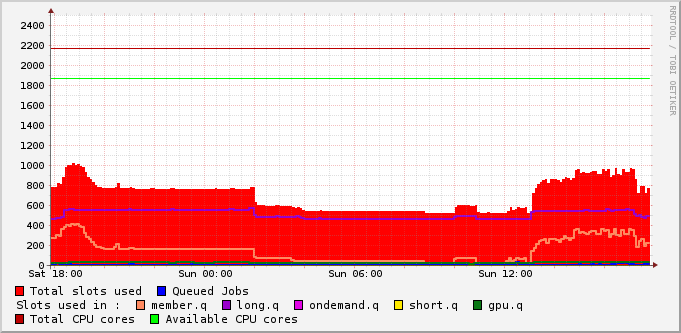 RRDTOOL / TOBI OETIKER
2400
2200
2000
1800
1600
1400
1200
1000
800
600
400
200
0
Sat 18:00 Sun 00:00 Sun 06:00 Sun 12:00
Total slots used Queued Jobs
Slots used in : member.q long.q ondemand.q short.q gpu.q
Total CPU cores Available CPU cores